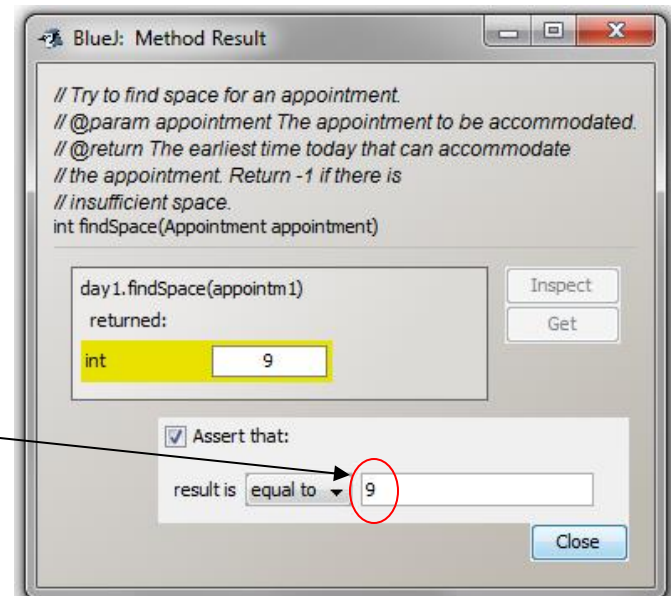 BlueJ: Method Result
// Try to find space for an appointment.
// @param appointment The appointment to be accommodated.
// @return The earliest time today that can accommodate
// the appointment. Return -1 if there is
// insufficient space.
int findSpace(Appointment appointment)
day1.findSpace(appointm1)
returned:
int 9
Inspect
Get
Assert that:
result is equal to 9
Close